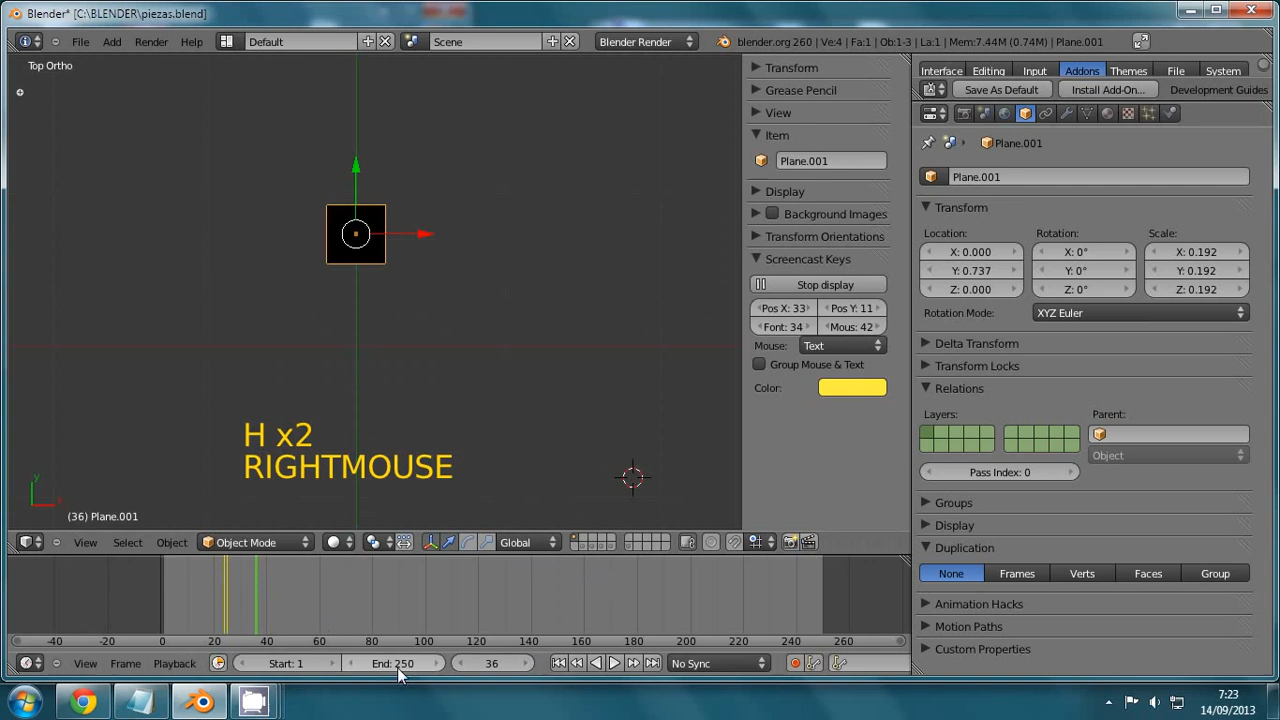 Blender* [C:\BLENDER\piezas.blend]
File Add Render Help Default Scene Blender Render blender.org 260 | Ve:4 | Fa:1 | Ob:1-3 | La:1 | Mem:7.44M (0.74M) | Plane.001
Top Ortho
Transform
Grease Pencil
View
Item
Plane.001
Display
Background Images
Transform Orientations
Screencast Keys
Stop display
Pos X: 33 Pos Y: 11
Font: 34 Mous: 42
Mouse: Text
Group Mouse & Text
Color:
Interface Editing Input Addons Themes File System
Save As Default Install Add-On... Development Guides
Plane.001
Plane.001
Transform
Location: Rotation: Scale:
X: 0.000 X: 0° X: 0.192
Y: 0.737 Y: 0° Y: 0.192
Z: 0.000 Z: 0° Z: 0.192
Rotation Mode: XYZ Euler
Delta Transform
Transform Locks
Relations
Layers: Parent:
Object
Pass Index: 0
Groups
Display
Duplication
None Frames Verts Faces Group
Animation Hacks
Motion Paths
Custom Properties
H x2
RIGHTMOUSE
y
x
(36) Plane.001
View Select Object Object Mode Global
-40 -20 0 20 40 60 80 100 120 140 160 180 200 220 240 260
View Frame Playback Start: 1 End: 250 36 No Sync
7:23
14/09/2013